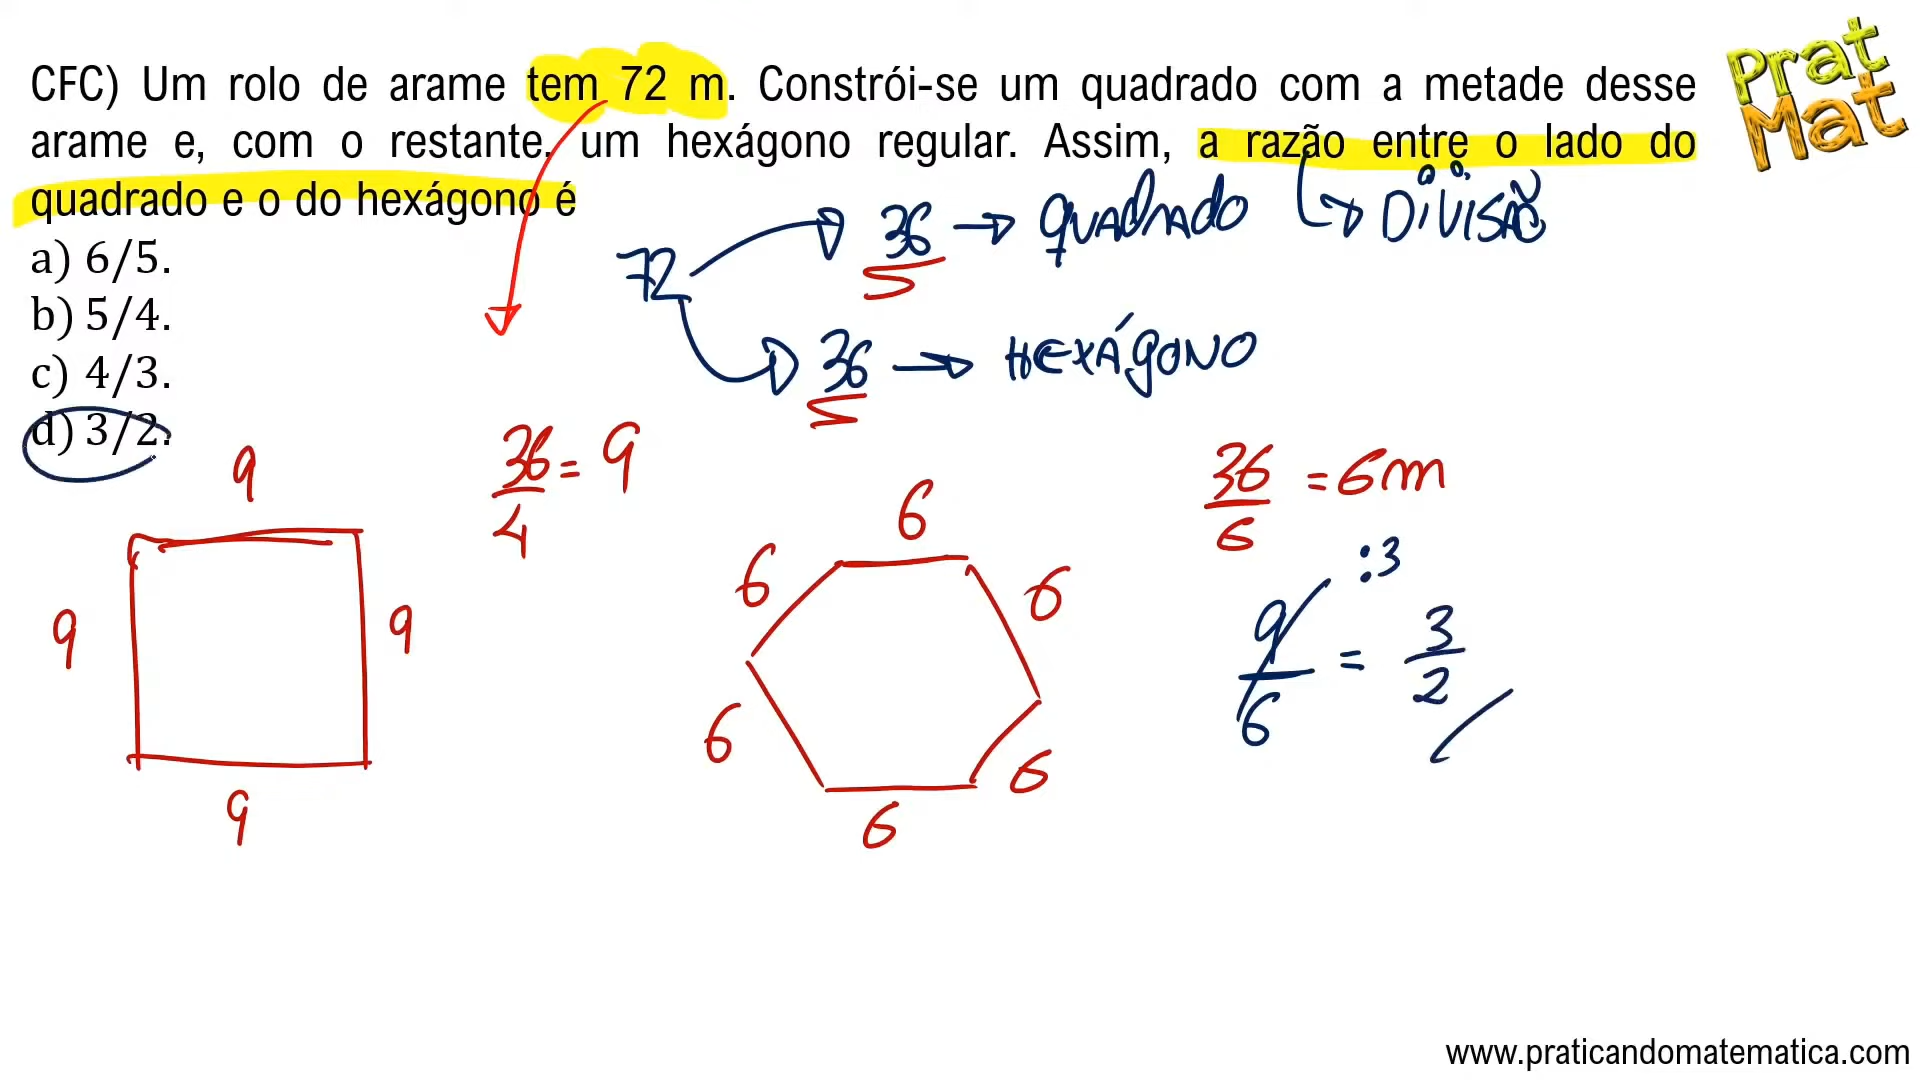 CFC) Um rolo de arame tem 72 m. Constrói-se um quadrado com a metade desse
arame e, com o restante, um hexágono regular. Assim, a razão entre o lado do
quadrado e o do hexágono é
Prat
Mat
a) 6/5.
b) 5/4.
c) 4/3.
d) 3/2.
72
36 → QUADRADO
DIVISÃO
36 → HEXÁGONO
36/4 = 9
36/6 = 6m
9
9
9
9
6
6
6
6
6
6
:3
9/6 = 3/2
www.praticandomatematica.com